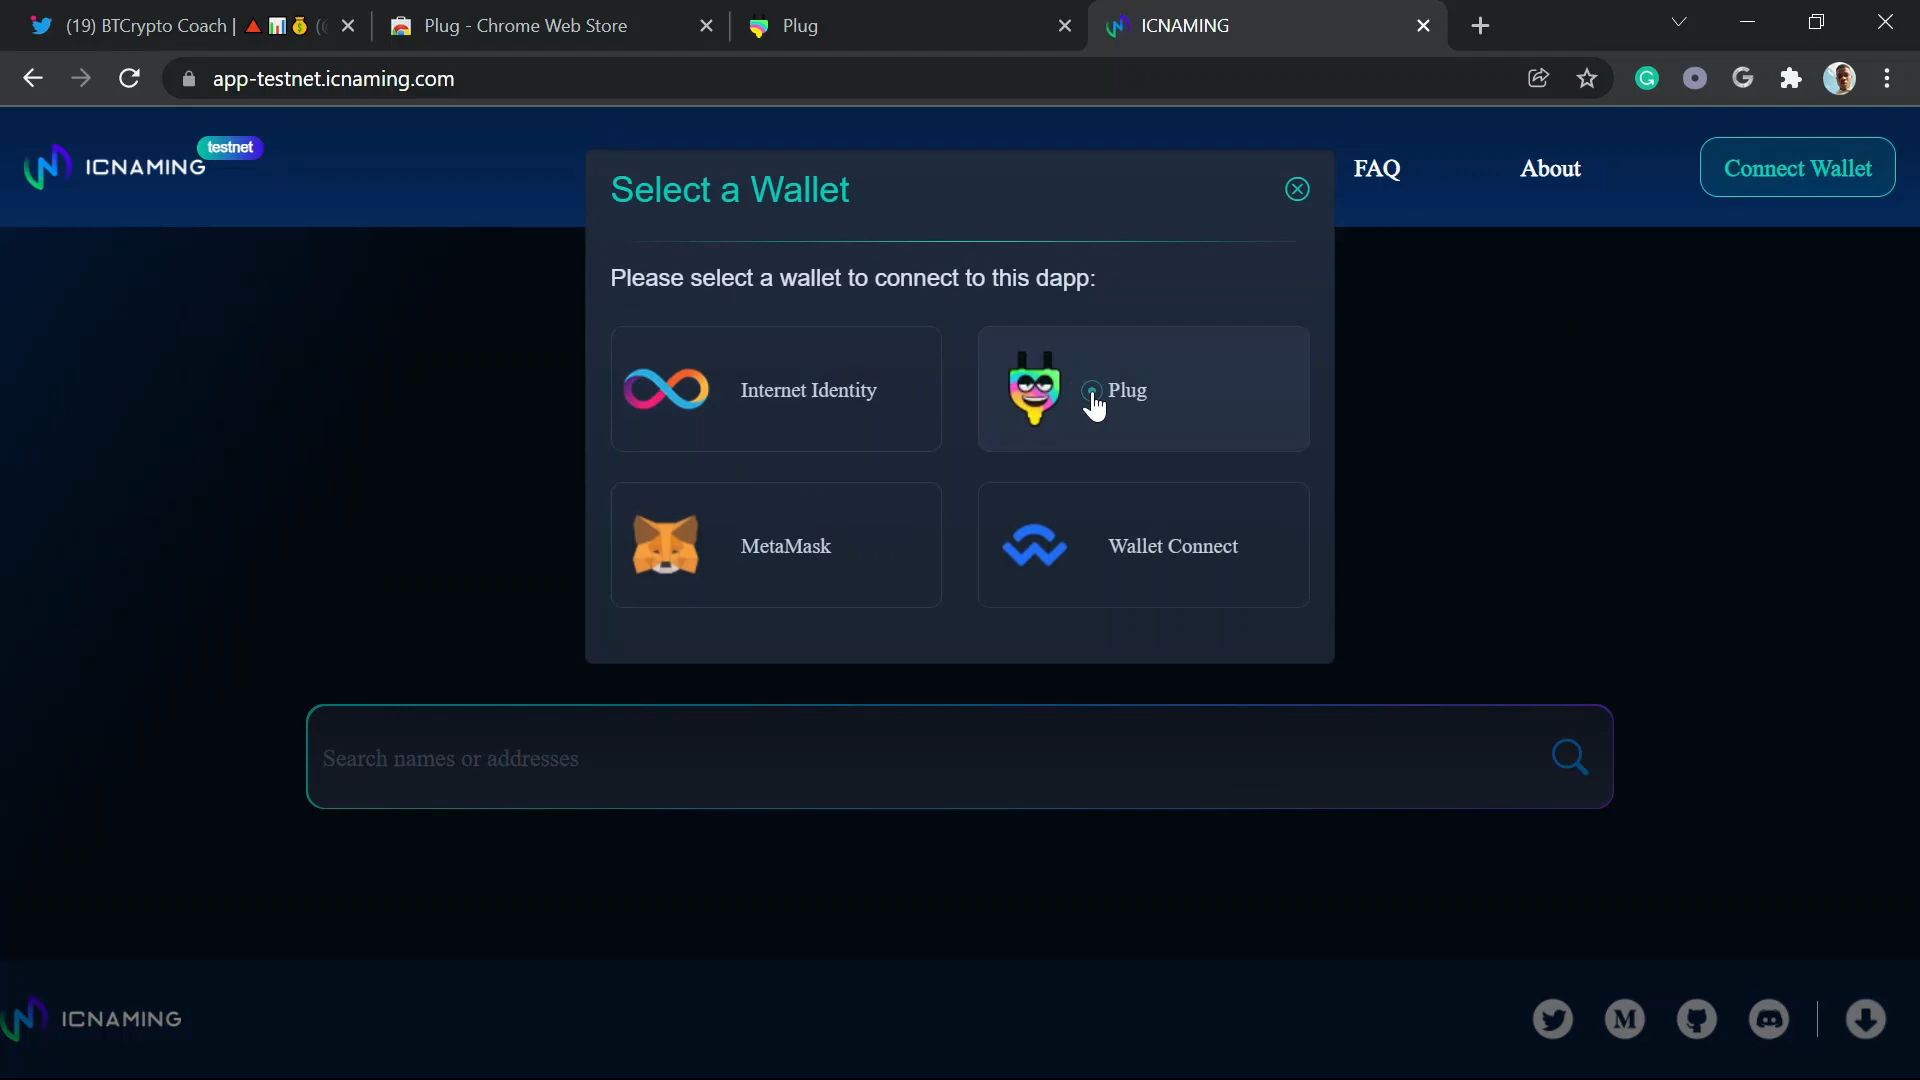 (19) BTCrypto Coach |
Plug - Chrome Web Store
Plug
ICNAMING
app-testnet.icnaming.com
ICNAMING
testnet
FAQ
About
Connect Wallet
Select a Wallet
Please select a wallet to connect to this dapp:
Internet Identity
Plug
MetaMask
Wallet Connect
Search names or addresses
ICNAMING